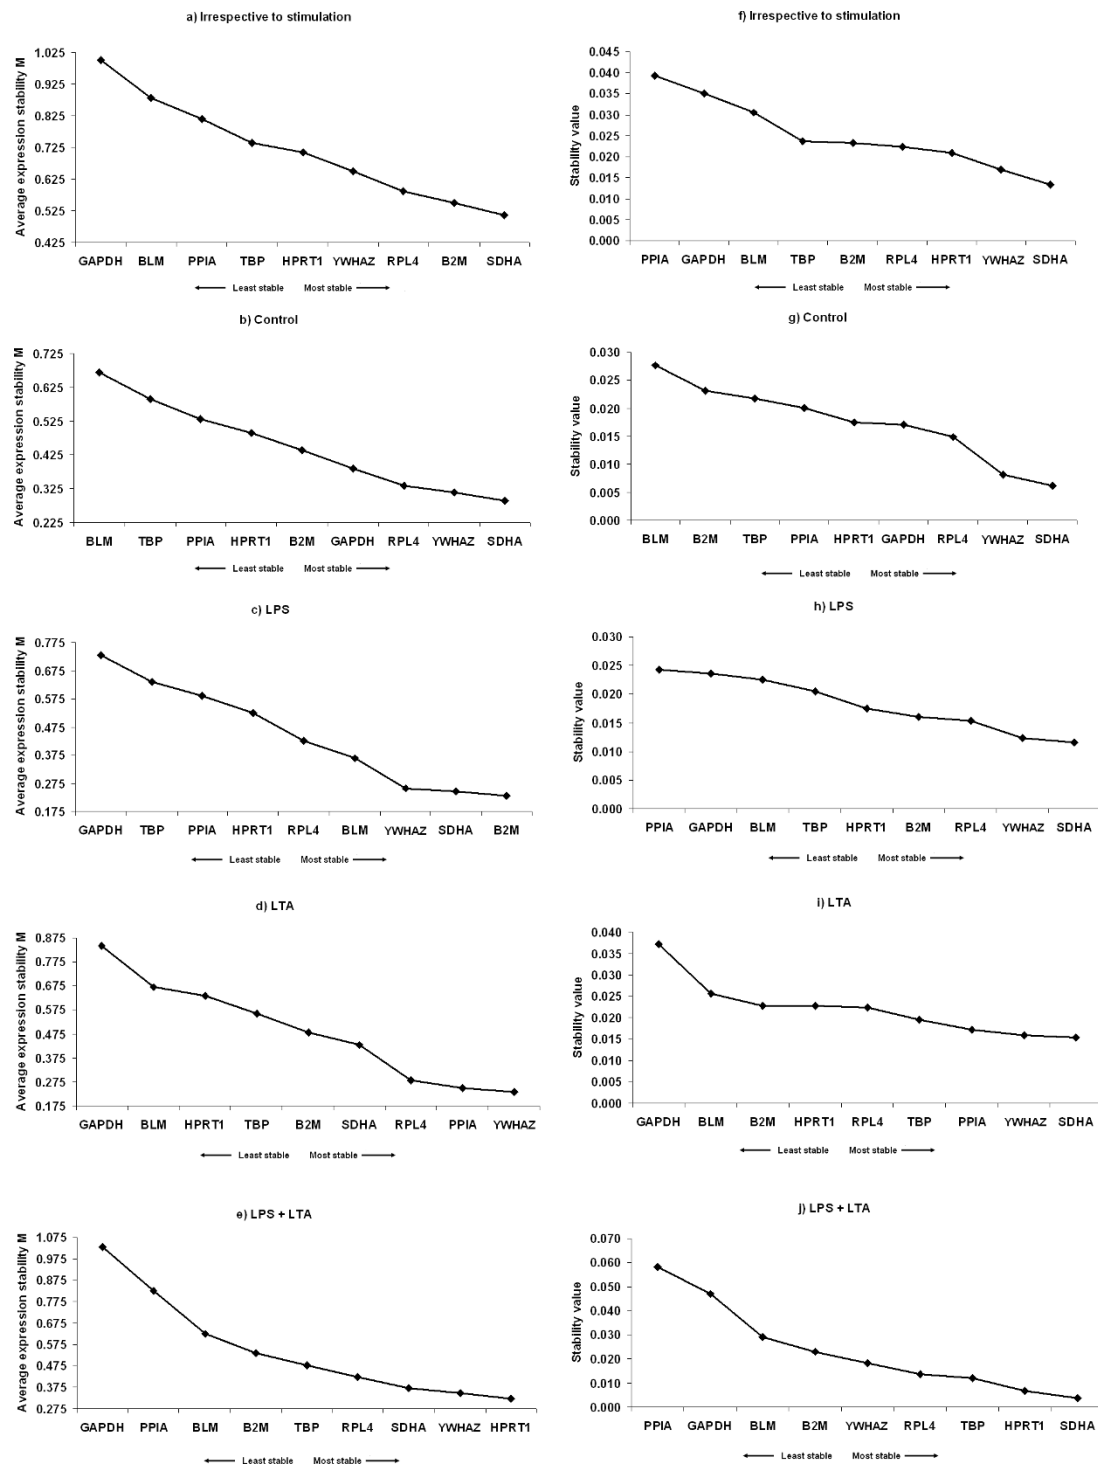 a) Irrespective to stimulation
Average expression stability M
1.025
0.925
0.825
0.725
0.625
0.525
0.425
GAPDH BLM PPIA TBP HPRT1 YWHAZ RPL4 B2M SDHA
Least stable Most stable
b) Control
Average expression stability M
0.725
0.625
0.525
0.425
0.325
0.225
BLM TBP PPIA HPRT1 B2M GAPDH RPL4 YWHAZ SDHA
Least stable Most stable
c) LPS
Average expression stability M
0.775
0.675
0.575
0.475
0.375
0.275
0.175
GAPDH TBP PPIA HPRT1 RPL4 BLM YWHAZ SDHA B2M
Least stable Most stable
d) LTA
Average expression stability M
0.875
0.775
0.675
0.575
0.475
0.375
0.275
0.175
GAPDH BLM HPRT1 TBP B2M SDHA RPL4 PPIA YWHAZ
Least stable Most stable
e) LPS + LTA
Average expression stability M
1.075
0.975
0.875
0.775
0.675
0.575
0.475
0.375
0.275
GAPDH PPIA BLM B2M TBP RPL4 SDHA YWHAZ HPRT1
Least stable Most stable
f) Irrespective to stimulation
Stability value
0.045
0.040
0.035
0.030
0.025
0.020
0.015
0.010
0.000
PPIA GAPDH BLM TBP B2M RPL4 HPRT1 YWHAZ SDHA
Least stable Most stable
g) Control
Stability value
0.030
0.025
0.020
0.015
0.010
0.005
0.000
BLM B2M TBP PPIA HPRT1 GAPDH RPL4 YWHAZ SDHA
Least stable Most stable
h) LPS
Stability value
0.030
0.025
0.020
0.015
0.010
0.005
0.000
PPIA GAPDH BLM TBP HPRT1 B2M RPL4 YWHAZ SDHA
Least stable Most stable
i) LTA
Stability value
0.040
0.035
0.030
0.025
0.020
0.015
0.010
0.005
0.000
GAPDH BLM B2M HPRT1 RPL4 TBP PPIA YWHAZ SDHA
Least stable Most stable
j) LPS + LTA
Stability value
0.070
0.060
0.050
0.040
0.030
0.020
0.010
0.000
PPIA GAPDH BLM B2M YWHAZ RPL4 TBP HPRT1 SDHA
Least stable Most stable